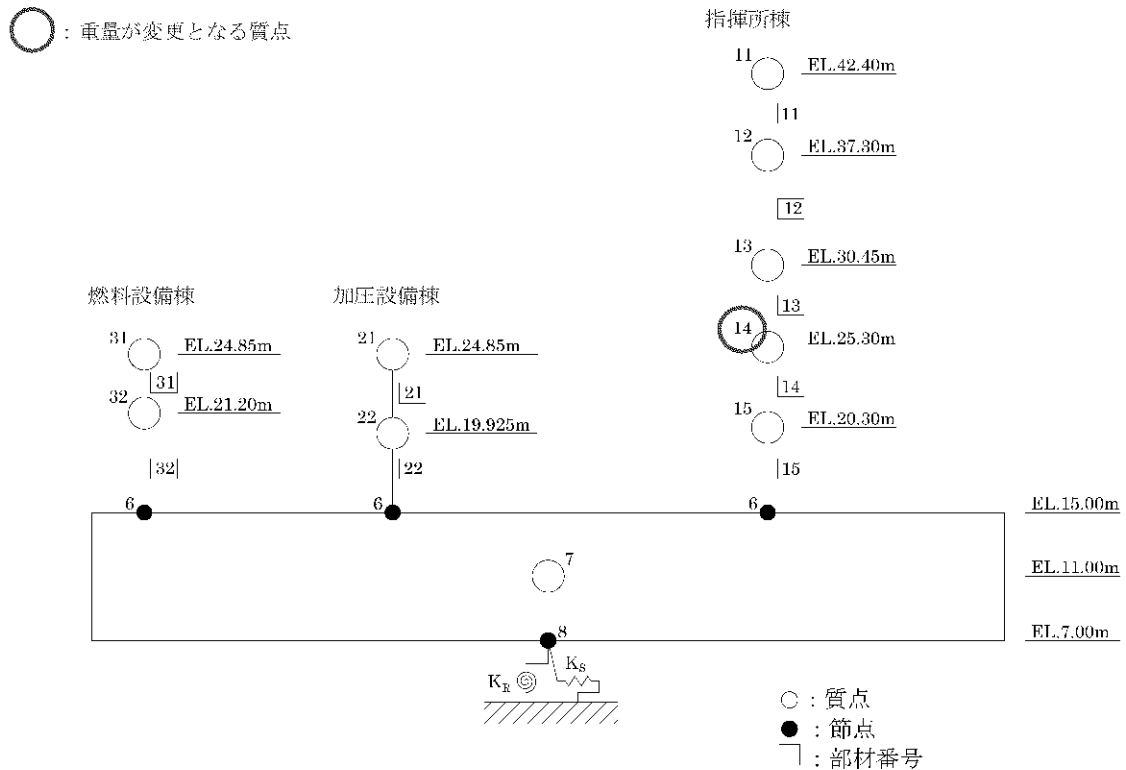 ：重量が変更となる質点
指揮所棟
11
EL.42.40m
11
12
EL.37.30m
12
13
EL.30.45m
13
14
EL.25.30m
14
15
EL.20.30m
15
燃料設備棟
31
EL.24.85m
31
32
EL.21.20m
32
加圧設備棟
21
EL.24.85m
21
22
EL.19.925m
22
6
6
6
EL.15.00m
7
EL.11.00m
EL.7.00m
8
KS
KR
：質点
：節点
：部材番号